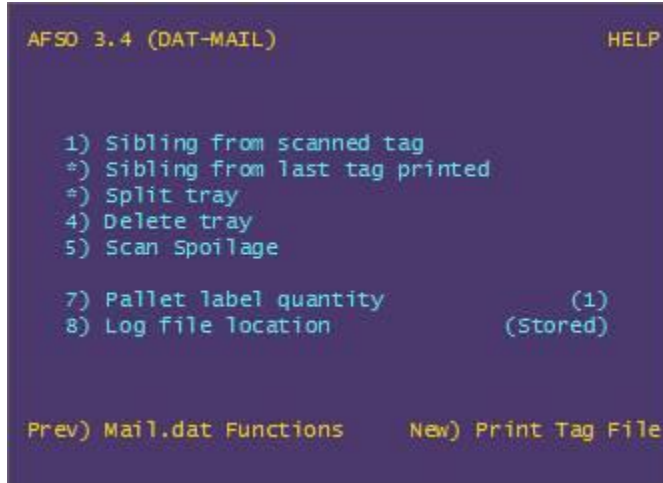 AFSO 3.4 (DAT-MAIL) HELP
1) Sibling from scanned tag
*) Sibling from last tag printed
*) Split tray
4) Delete tray
5) Scan Spoilage
7) Pallet label quantity (1)
8) Log file location (Stored)
Prev) Mail.dat Functions New) Print Tag File